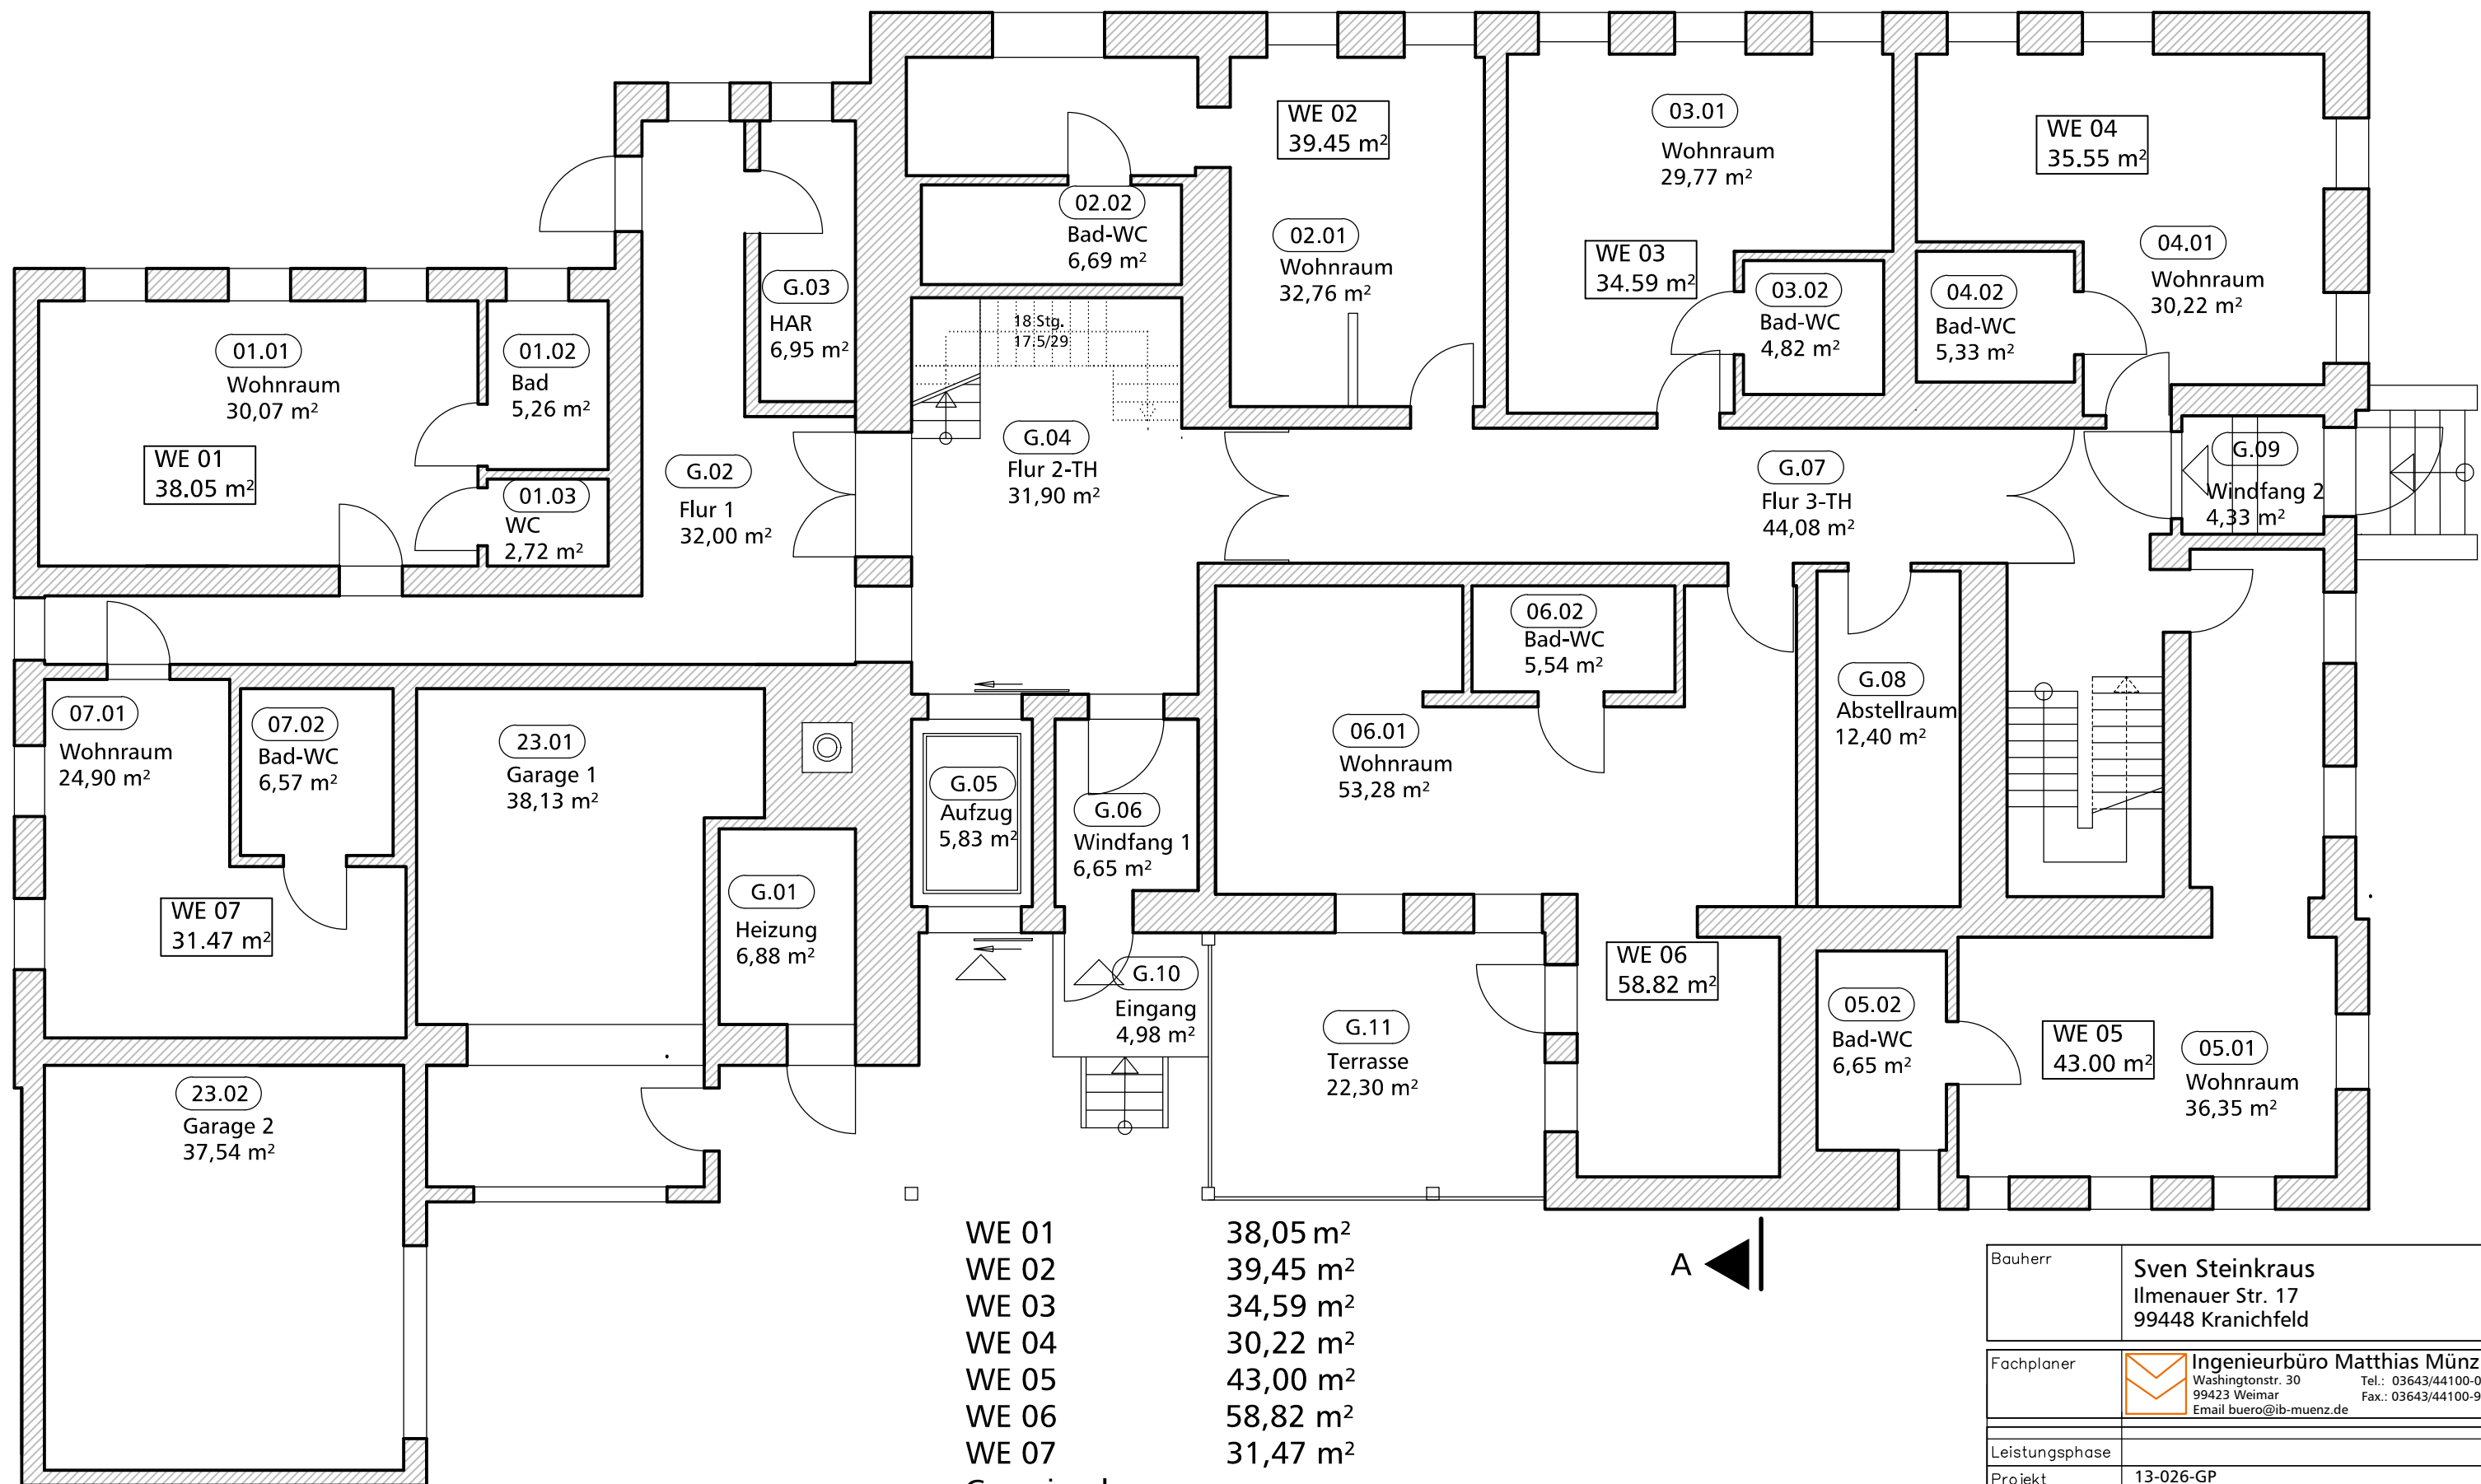 WE 02
39.45 m²
03.01
Wohnraum
29,77 m²
WE 04
35.55 m²
02.02
Bad-WC
6,69 m²
02.01
Wohnraum
32,76 m²
WE 03
34.59 m²
04.01
Wohnraum
30,22 m²
G.03
HAR
6,95 m²
18 Stg.
17.5/29
03.02
Bad-WC
4,82 m²
04.02
Bad-WC
5,33 m²
01.01
Wohnraum
30,07 m²
01.02
Bad
5,26 m²
WE 01
38.05 m²
01.03
WC
2,72 m²
G.02
Flur 1
32,00 m²
G.04
Flur 2-TH
31,90 m²
G.07
Flur 3-TH
44,08 m²
G.09
Windfang 2
4,33 m²
06.02
Bad-WC
5,54 m²
G.08
Abstellraum
12,40 m²
07.01
Wohnraum
24,90 m²
07.02
Bad-WC
6,57 m²
23.01
Garage 1
38,13 m²
06.01
Wohnraum
53,28 m²
G.05
Aufzug
5,83 m²
G.06
Windfang 1
6,65 m²
WE 07
31.47 m²
G.01
Heizung
6,88 m²
G.10
Eingang
4,98 m²
WE 06
58.82 m²
G.11
Terrasse
22,30 m²
05.02
Bad-WC
6,65 m²
WE 05
43.00 m²
05.01
Wohnraum
36,35 m²
23.02
Garage 2
37,54 m²
WE 01 38,05 m²
WE 02 39,45 m²
WE 03 34,59 m²
WE 04 30,22 m²
WE 05 43,00 m²
WE 06 58,82 m²
WE 07 31,47 m²
A
Bauherr
Sven Steinkraus
Ilmenauer Str. 17
99448 Kranichfeld
Fachplaner
Ingenieurbüro Matthias Münz
Washingtonstr. 30 Tel.: 03643/44100-0
99423 Weimar Fax.: 03643/44100-9
Email buero@ib-muenz.de
Leistungsphase
Projekt 13-026-GP